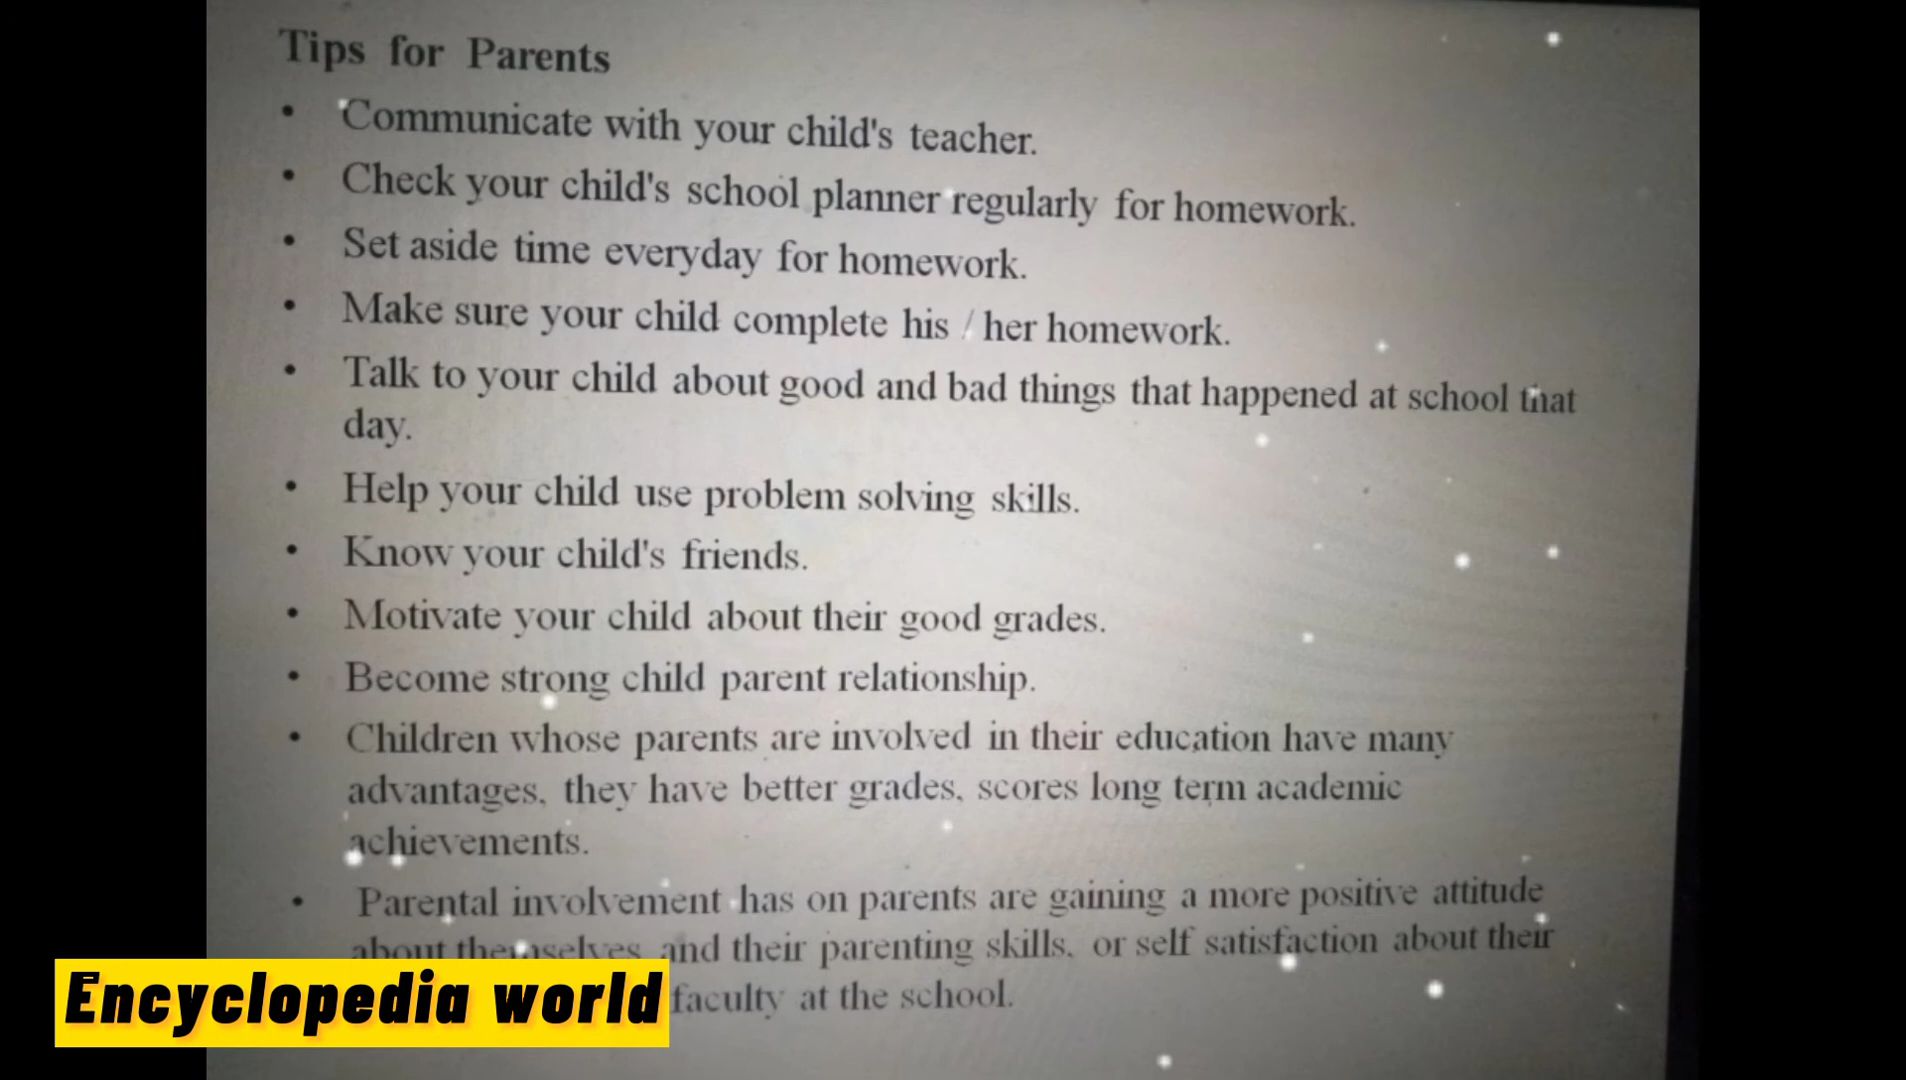 Tips for Parents
• Communicate with your child's teacher.
• Check your child's school planner regularly for homework.
• Set aside time everyday for homework.
• Make sure your child complete his / her homework.
• Talk to your child about good and bad things that happened at school that
day.
• Help your child use problem solving skills.
• Know your child's friends.
• Motivate your child about their good grades.
• Become strong child parent relationship.
• Children whose parents are involved in their education have many
advantages, they have better grades, scores long term academic
achievements.
• Parental involvement has on parents are gaining a more positive attitude
about themselves and their parenting skills, or self satisfaction about their
faculty at the school.
Encyclopedia world